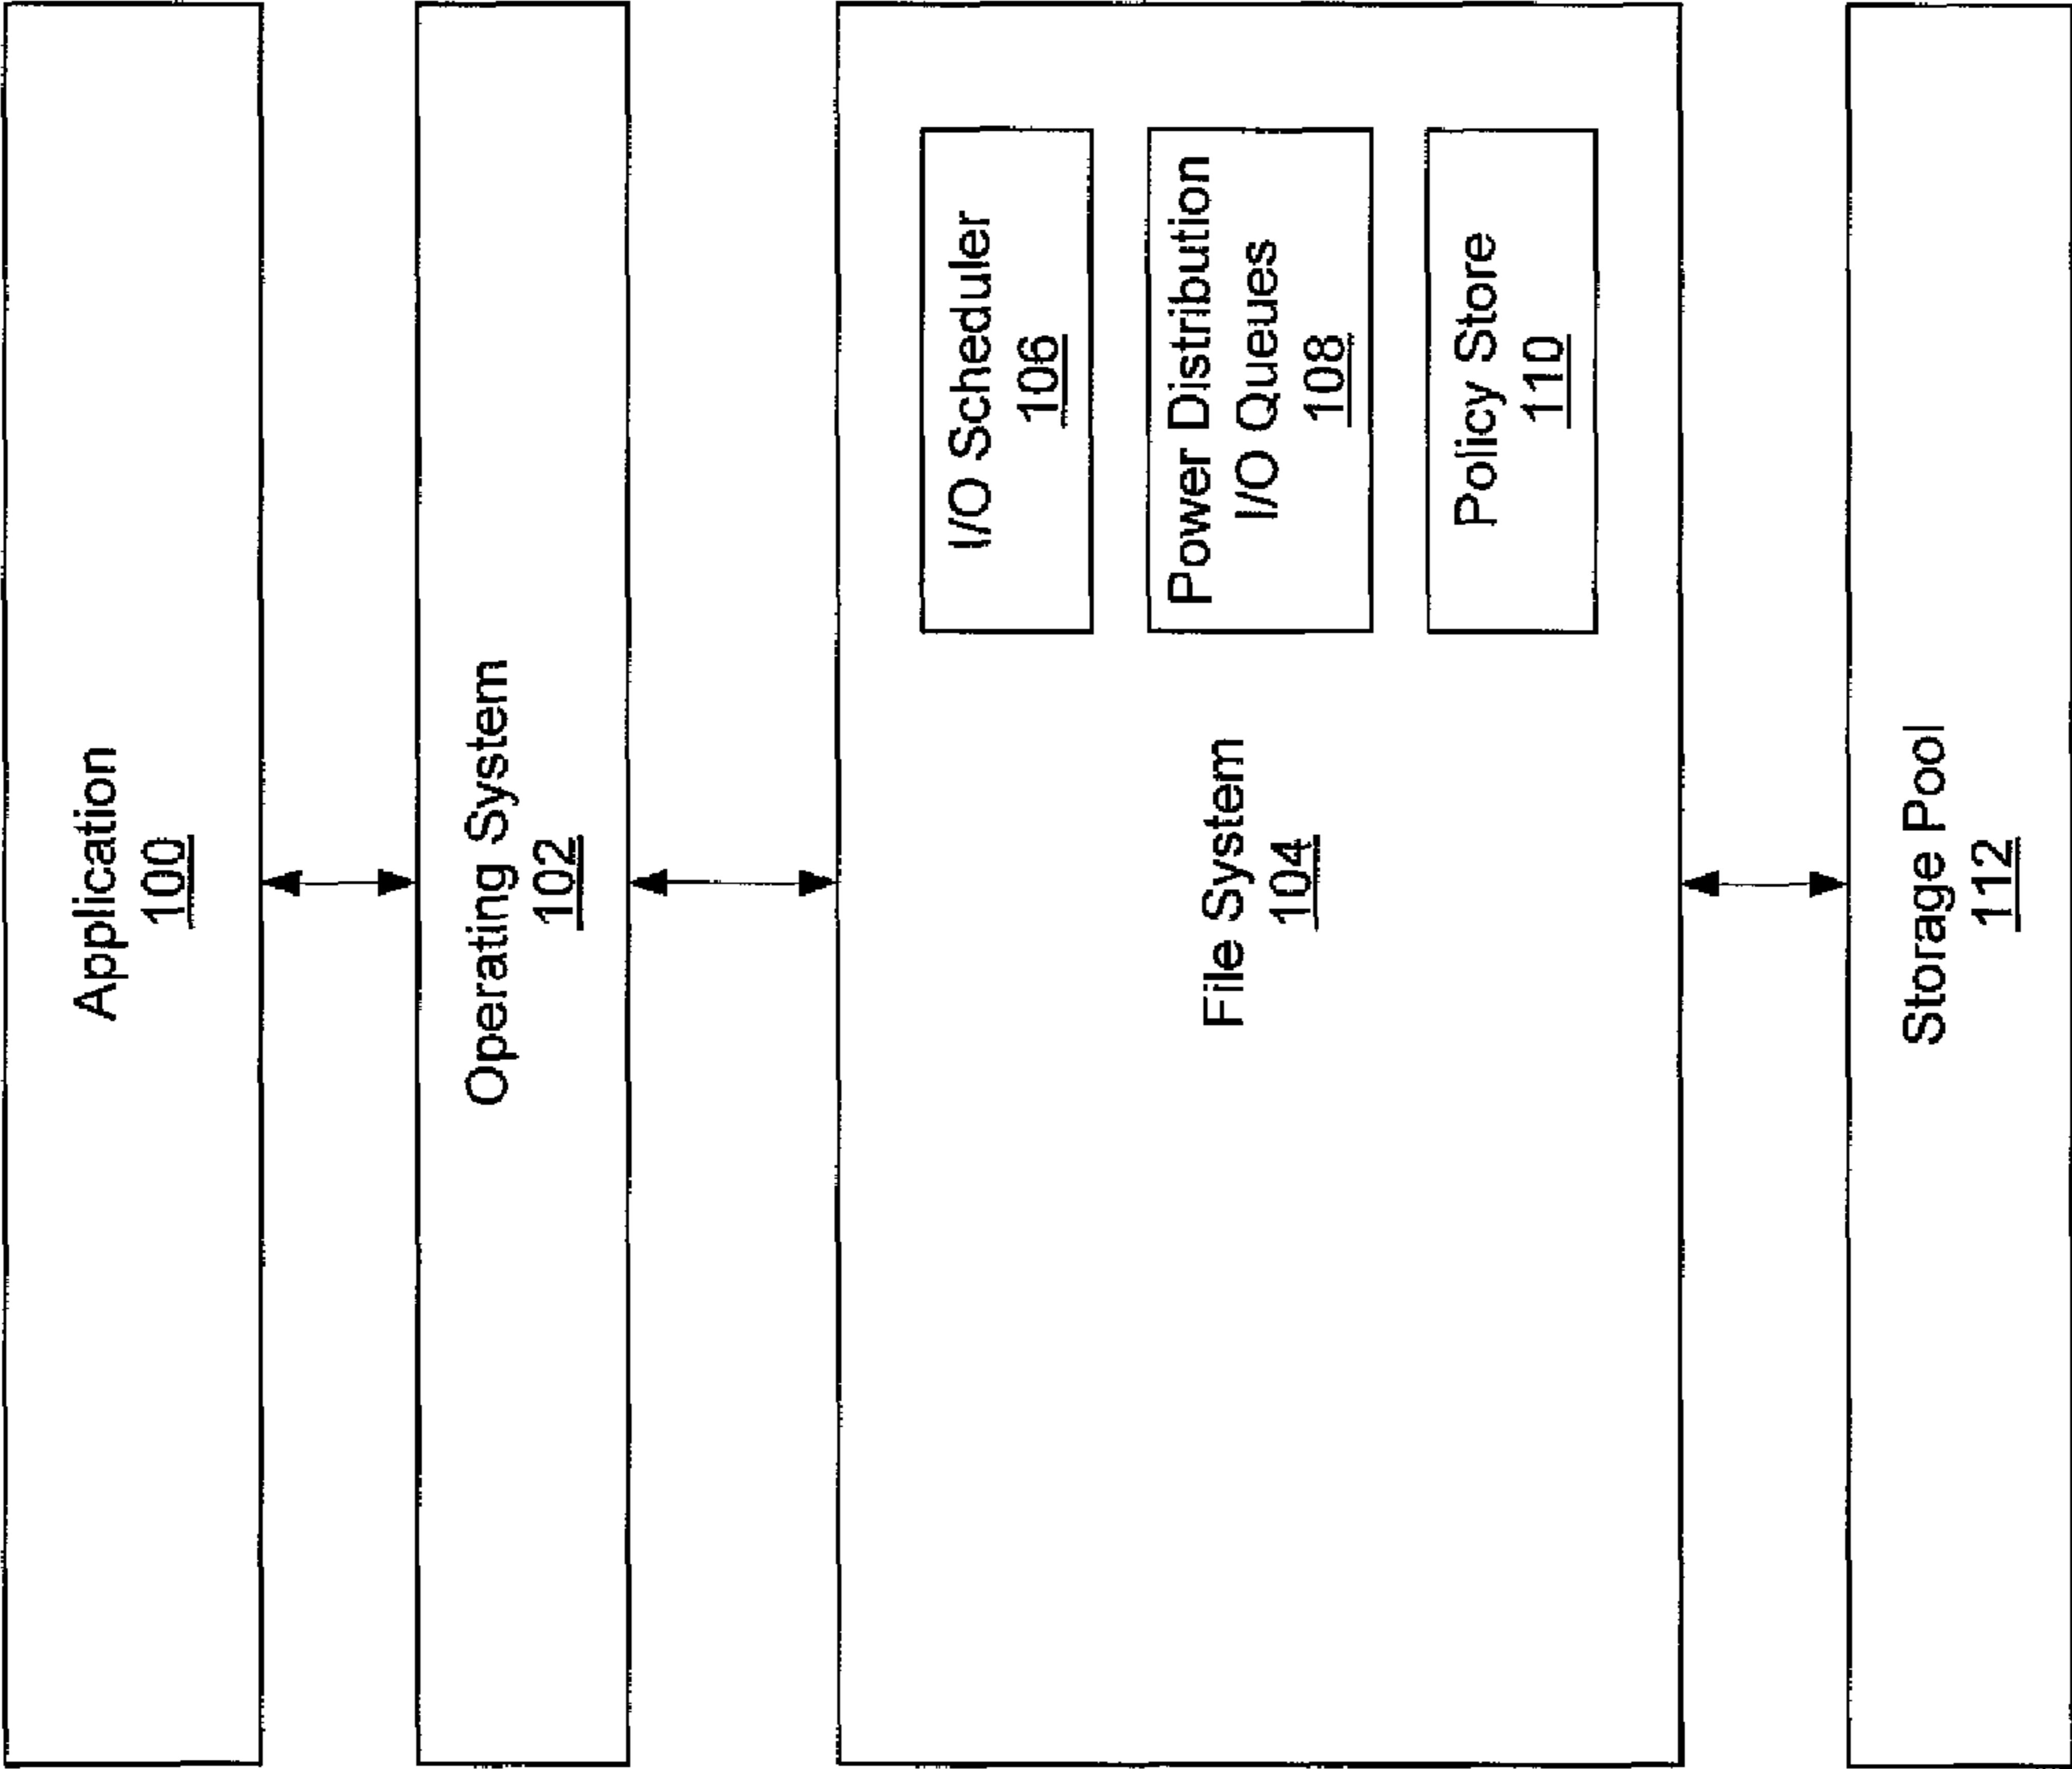 Application
100
Operating System
102
File System
104
I/O Scheduler
106
Power Distribution
I/O Queues
108
Policy Store
110
Storage Pool
112